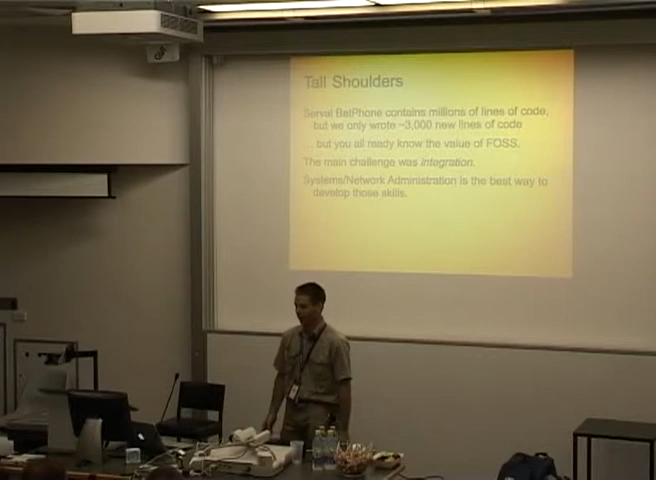 Tall Shoulders
Serval BatPhone contains millions of lines of code,
but we only wrote ~3,000 new lines of code
... but you all ready know the value of FOSS.
The main challenge was integration.
Systems/Network Administration is the best way to
develop those skills.